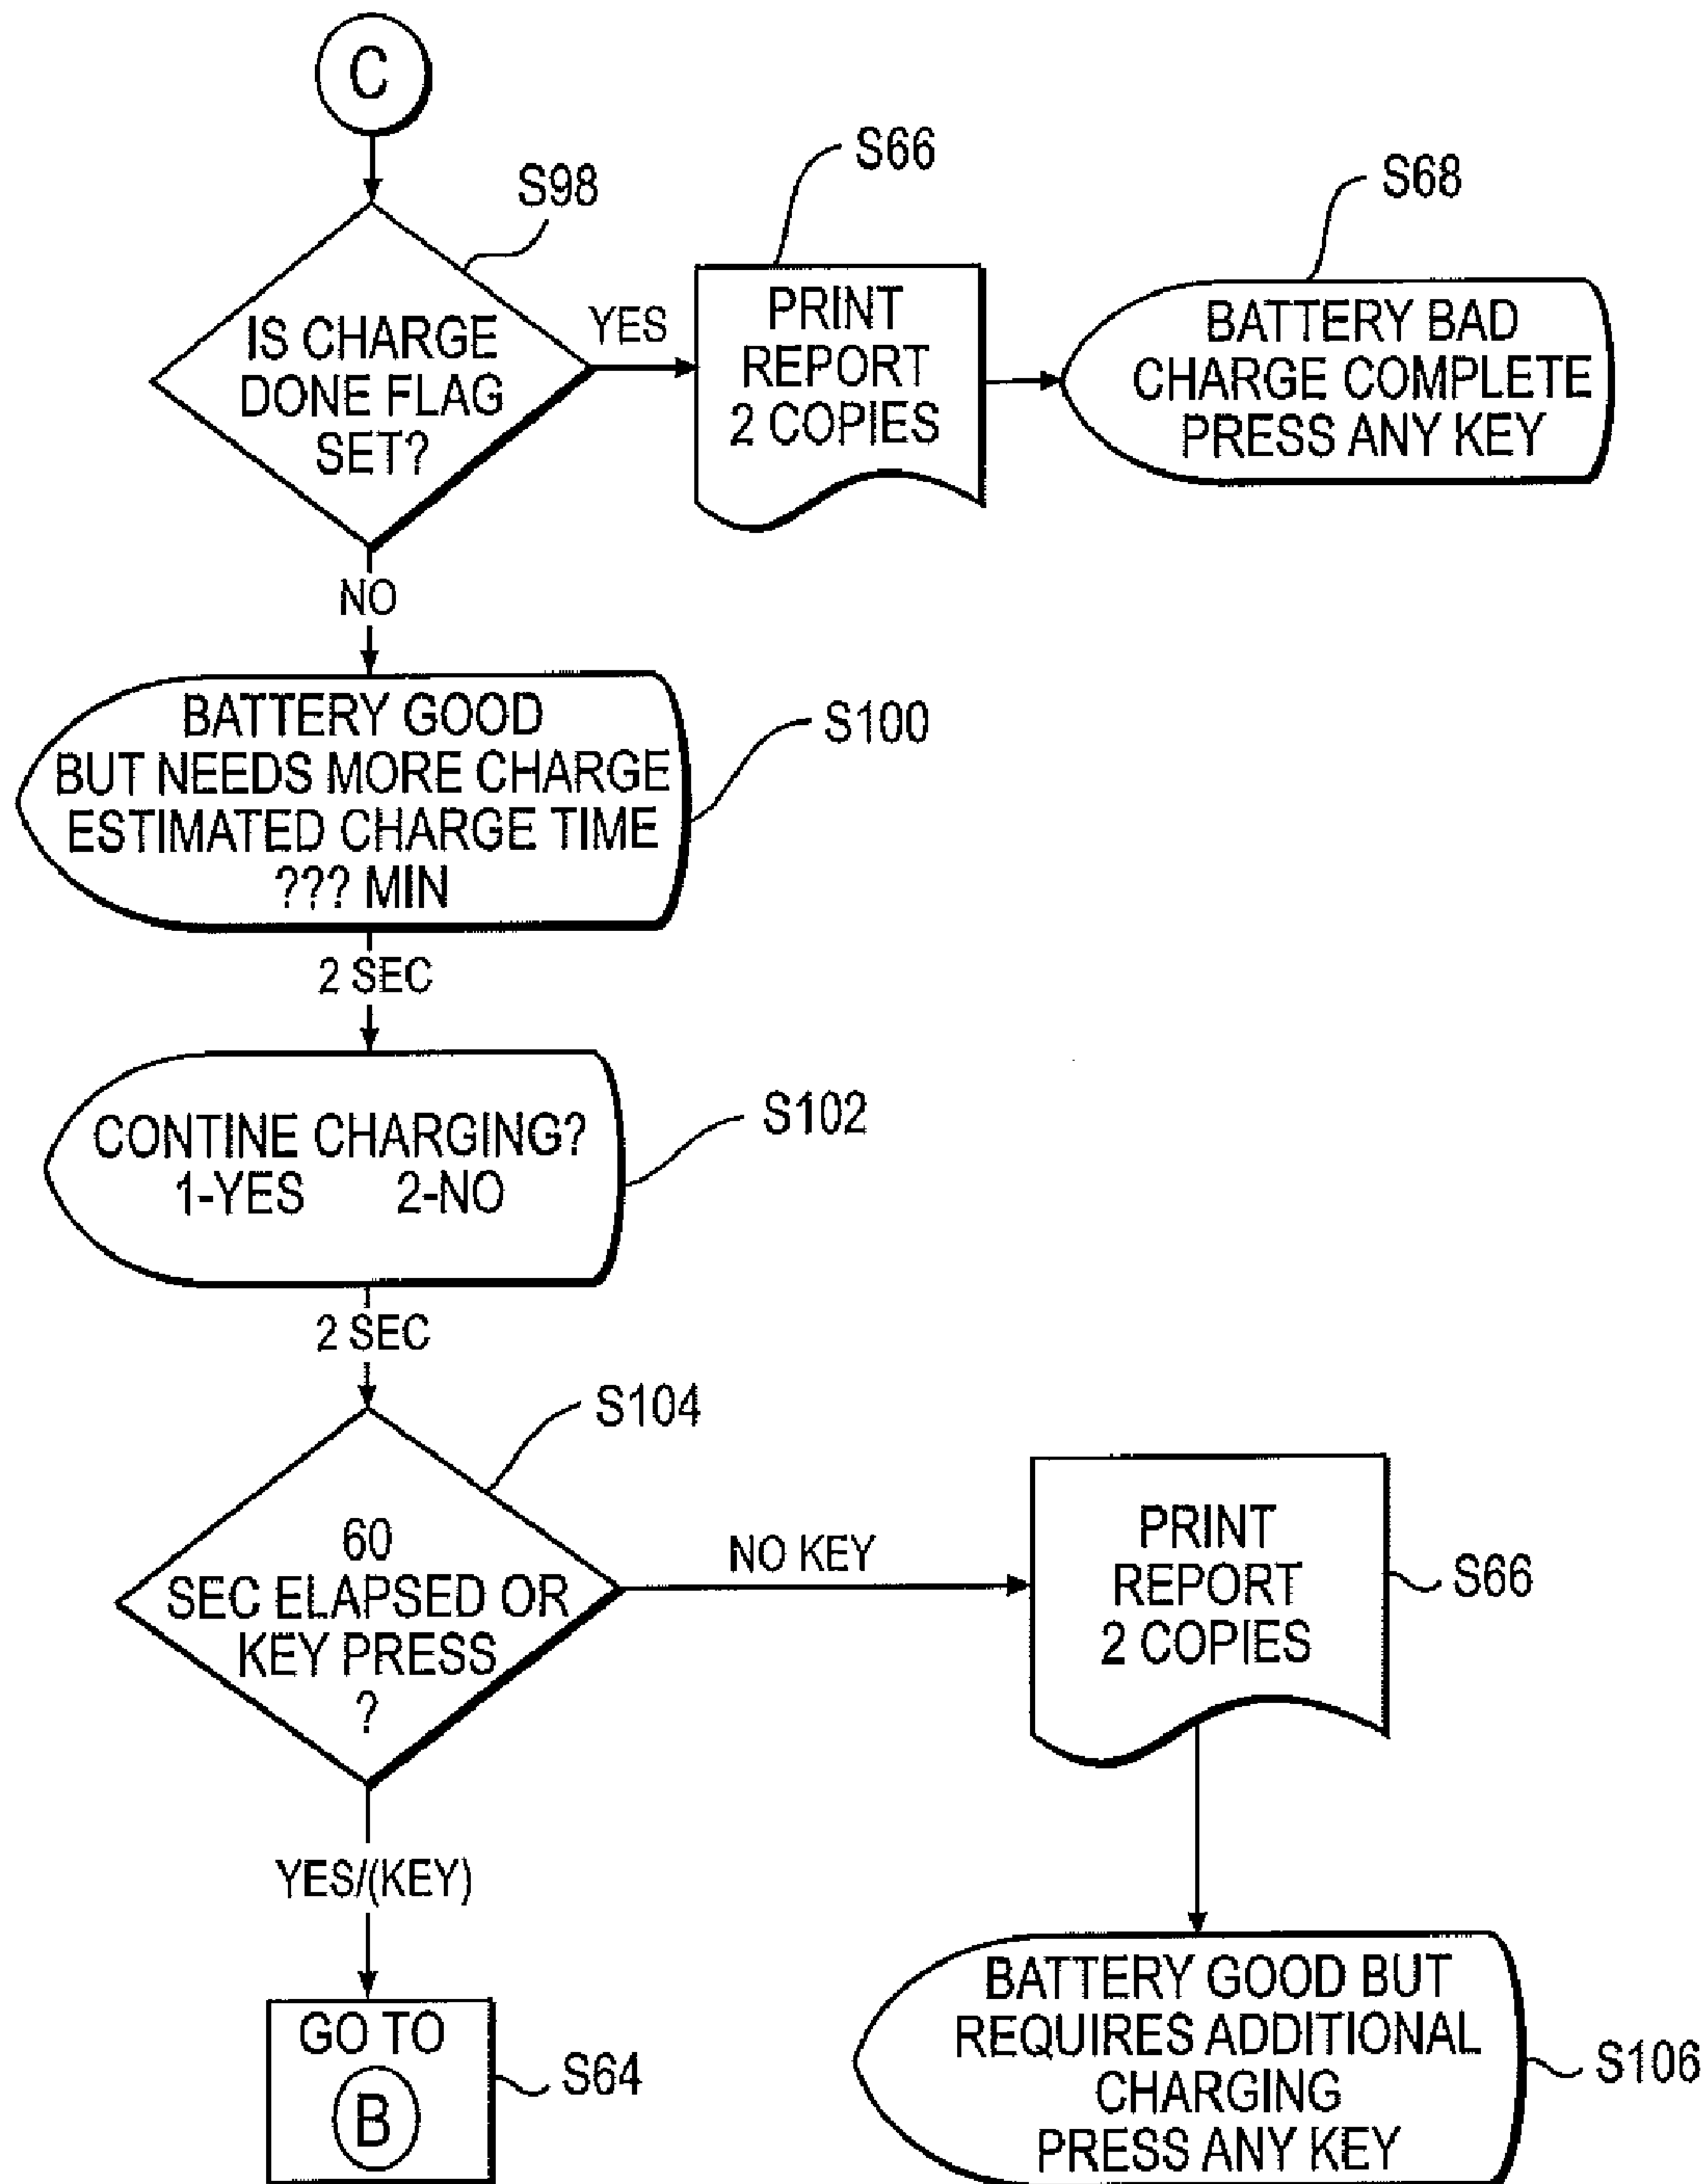 C
S98
IS CHARGE
DONE FLAG
SET?
YES
S66
PRINT
REPORT
2 COPIES
S68
BATTERY BAD
CHARGE COMPLETE
PRESS ANY KEY
NO
BATTERY GOOD
BUT NEEDS MORE CHARGE
ESTIMATED CHARGE TIME
??? MIN
S100
2 SEC
CONTINE CHARGING?
1-YES 2-NO
S102
2 SEC
S104
60
SEC ELAPSED OR
KEY PRESS
?
NO KEY
PRINT
REPORT
2 COPIES
S66
YES/(KEY)
GO TO
B
S64
BATTERY GOOD BUT
REQUIRES ADDITIONAL
CHARGING
PRESS ANY KEY
S106